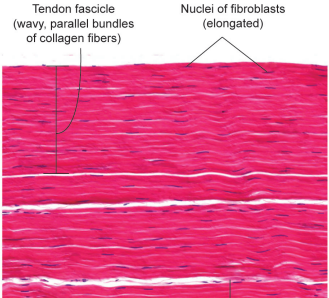 Tendon fascicle
(wavy, parallel bundles
of collagen fibers)
Nuclei of fibroblasts
(elongated)